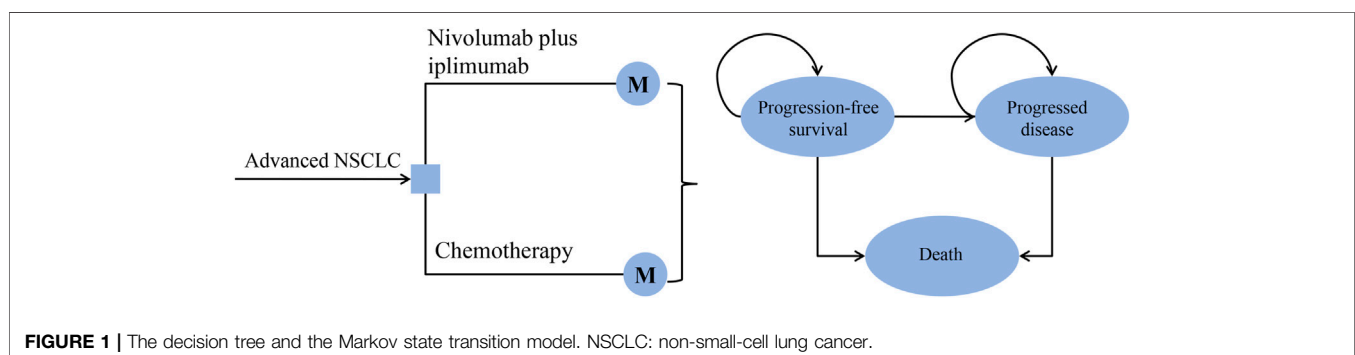 Nivolumab plus
iplimumab
M
Advanced NSCLC
Chemotherapy
M
Progression-free
survival
Progressed
disease
Death
FIGURE 1 | The decision tree and the Markov state transition model. NSCLC: non-small-cell lung cancer.